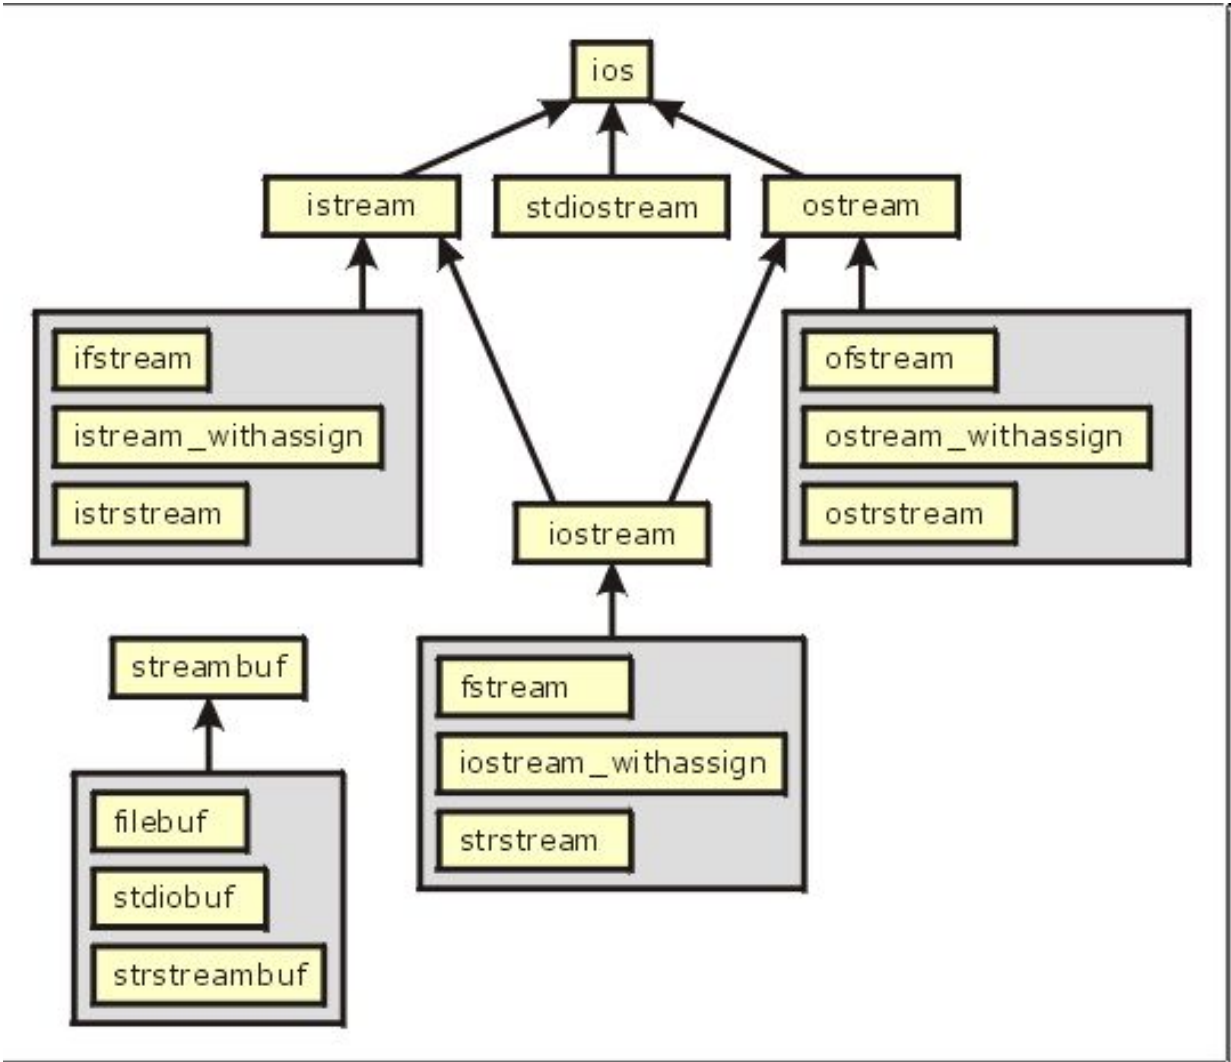 ios
istream
stdiostream
ostream
ifstream
istream_withassign
istrstream
ofstream
ostream_withassign
ostrstream
iostream
streambuf
fstream
iostream_withassign
strstream
filebuf
stdiobuf
strstreambuf